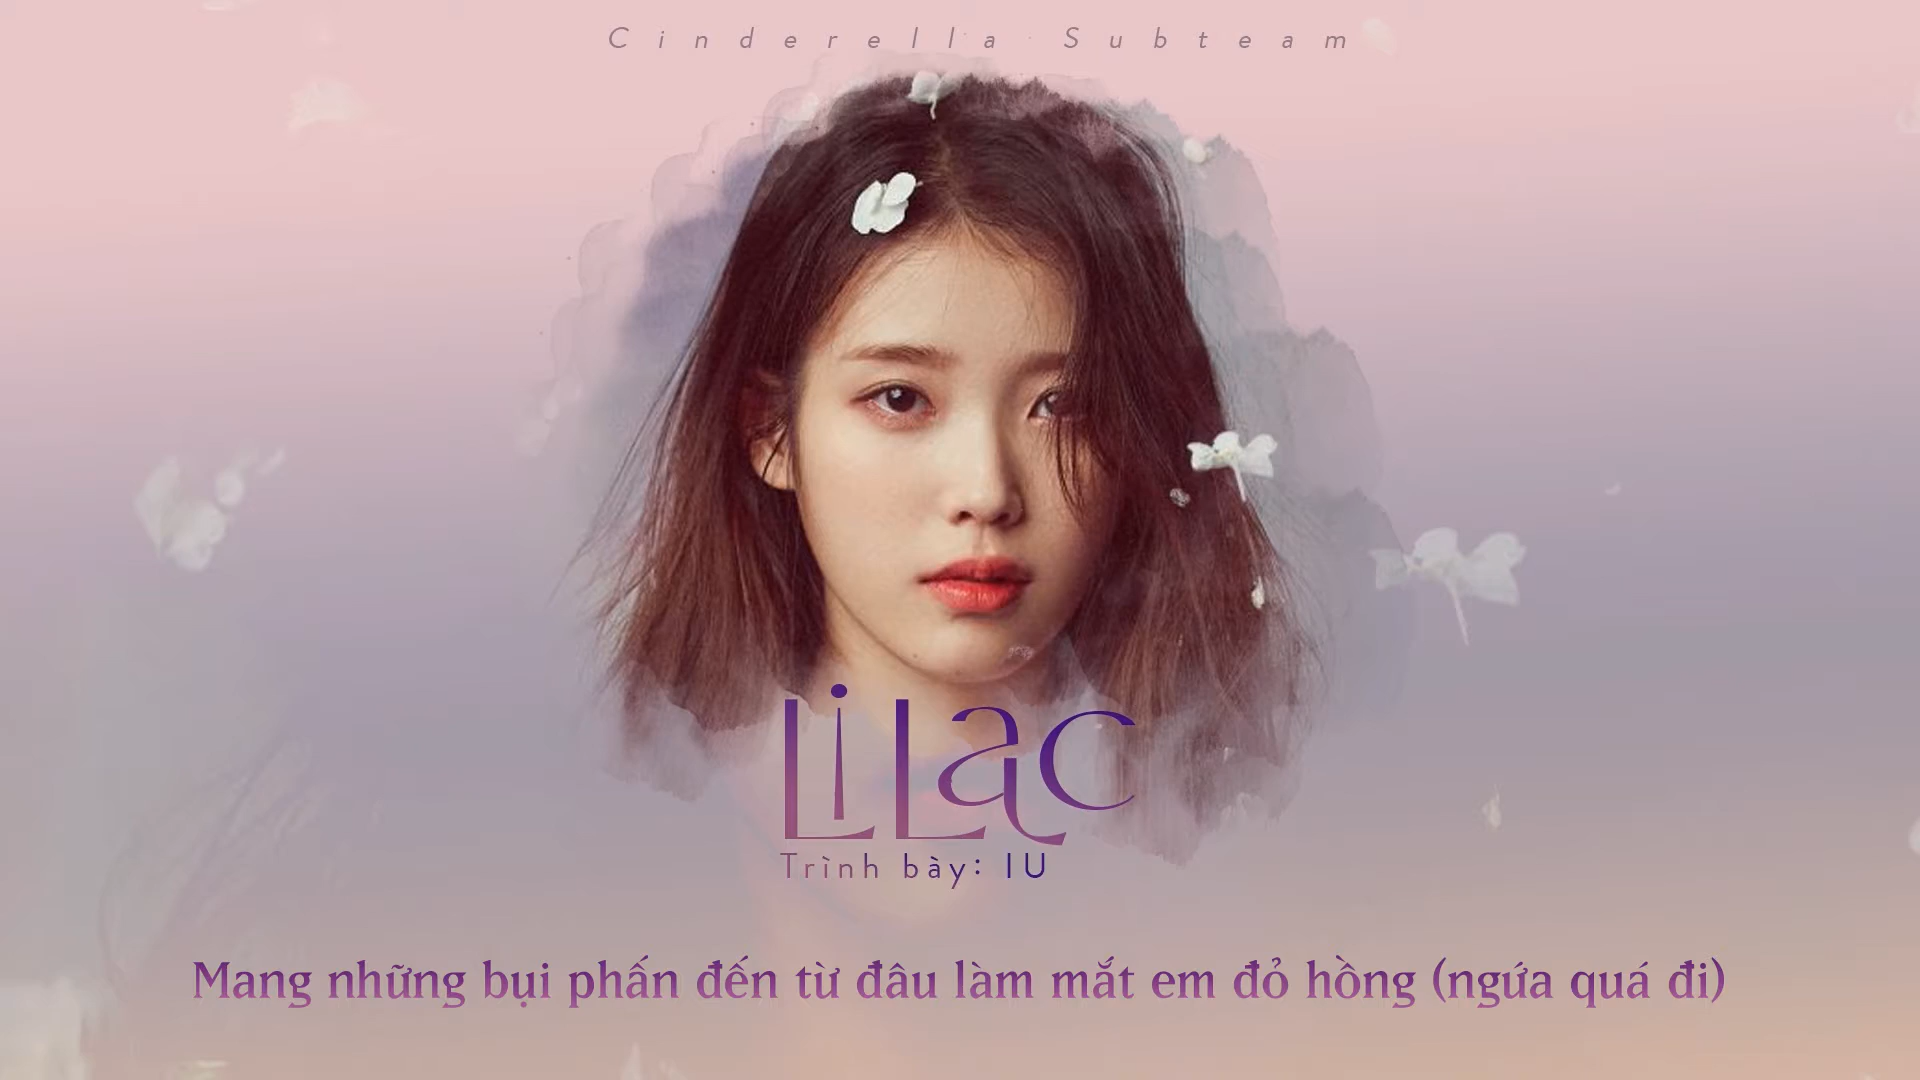 Cinderella Subteam
Lilac
Trình bày: IU
Mang những bụi phấn đến từ đâu làm mắt em đỏ hồng (ngứa quá đi)